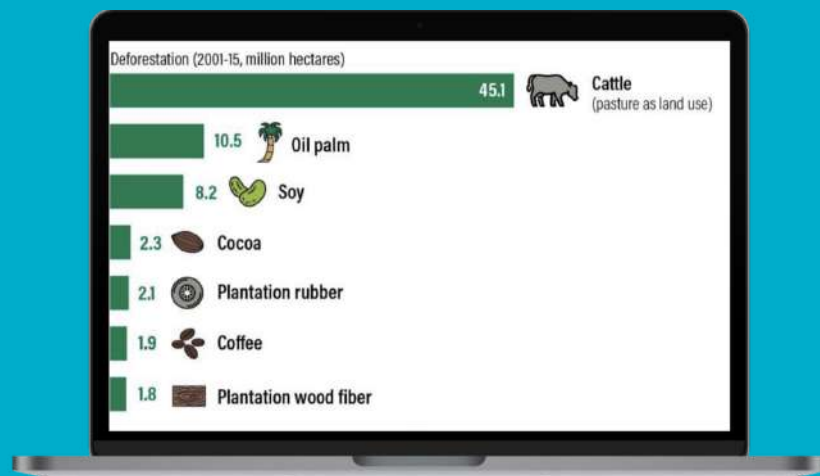 Deforestation (2001-15, million hectares)
45.1 Cattle
(pasture as land use)
10.5 Oil palm
8.2 Soy
2.3 Cocoa
2.1 Plantation rubber
1.9 Coffee
1.8 Plantation wood fiber